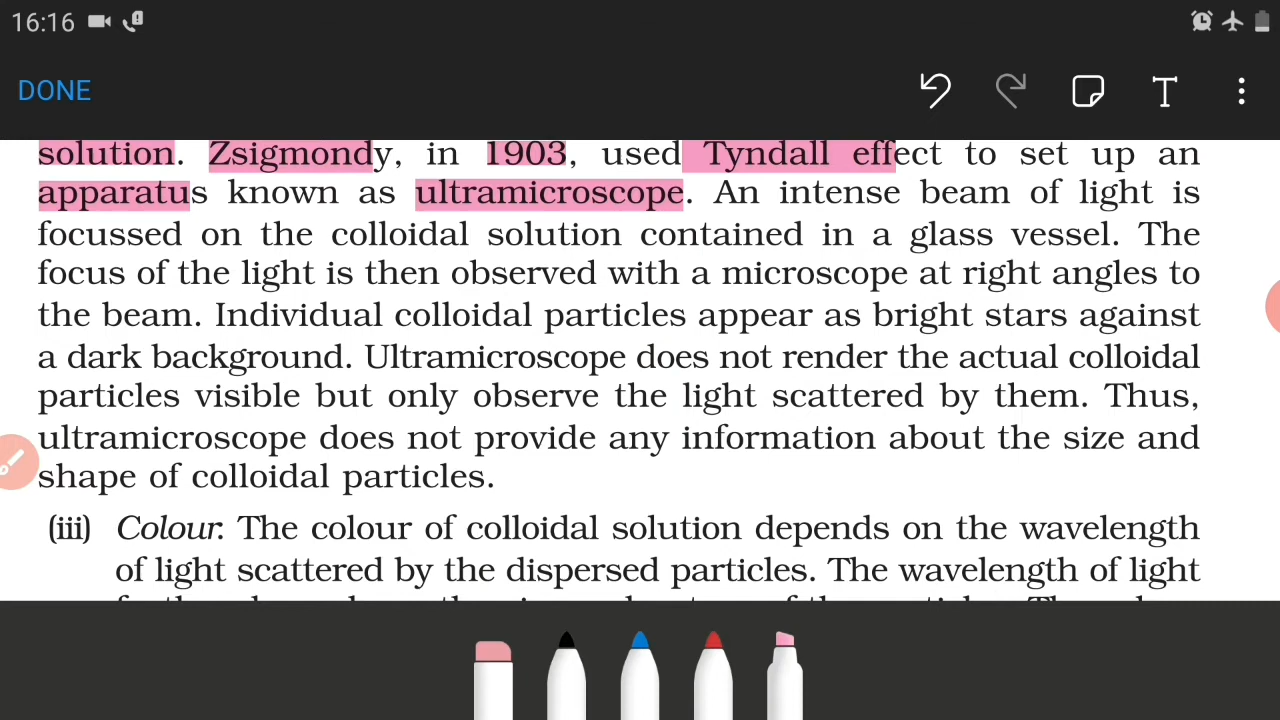 16:16
DONE
T
solution. Zsigmondy, in 1903, used Tyndall effect to set up an
apparatus known as ultramicroscope. An intense beam of light is
focussed on the colloidal solution contained in a glass vessel. The
focus of the light is then observed with a microscope at right angles to
the beam. Individual colloidal particles appear as bright stars against
a dark background. Ultramicroscope does not render the actual colloidal
particles visible but only observe the light scattered by them. Thus,
ultramicroscope does not provide any information about the size and
shape of colloidal particles.
(iii) Colour: The colour of colloidal solution depends on the wavelength
of light scattered by the dispersed particles. The wavelength of light